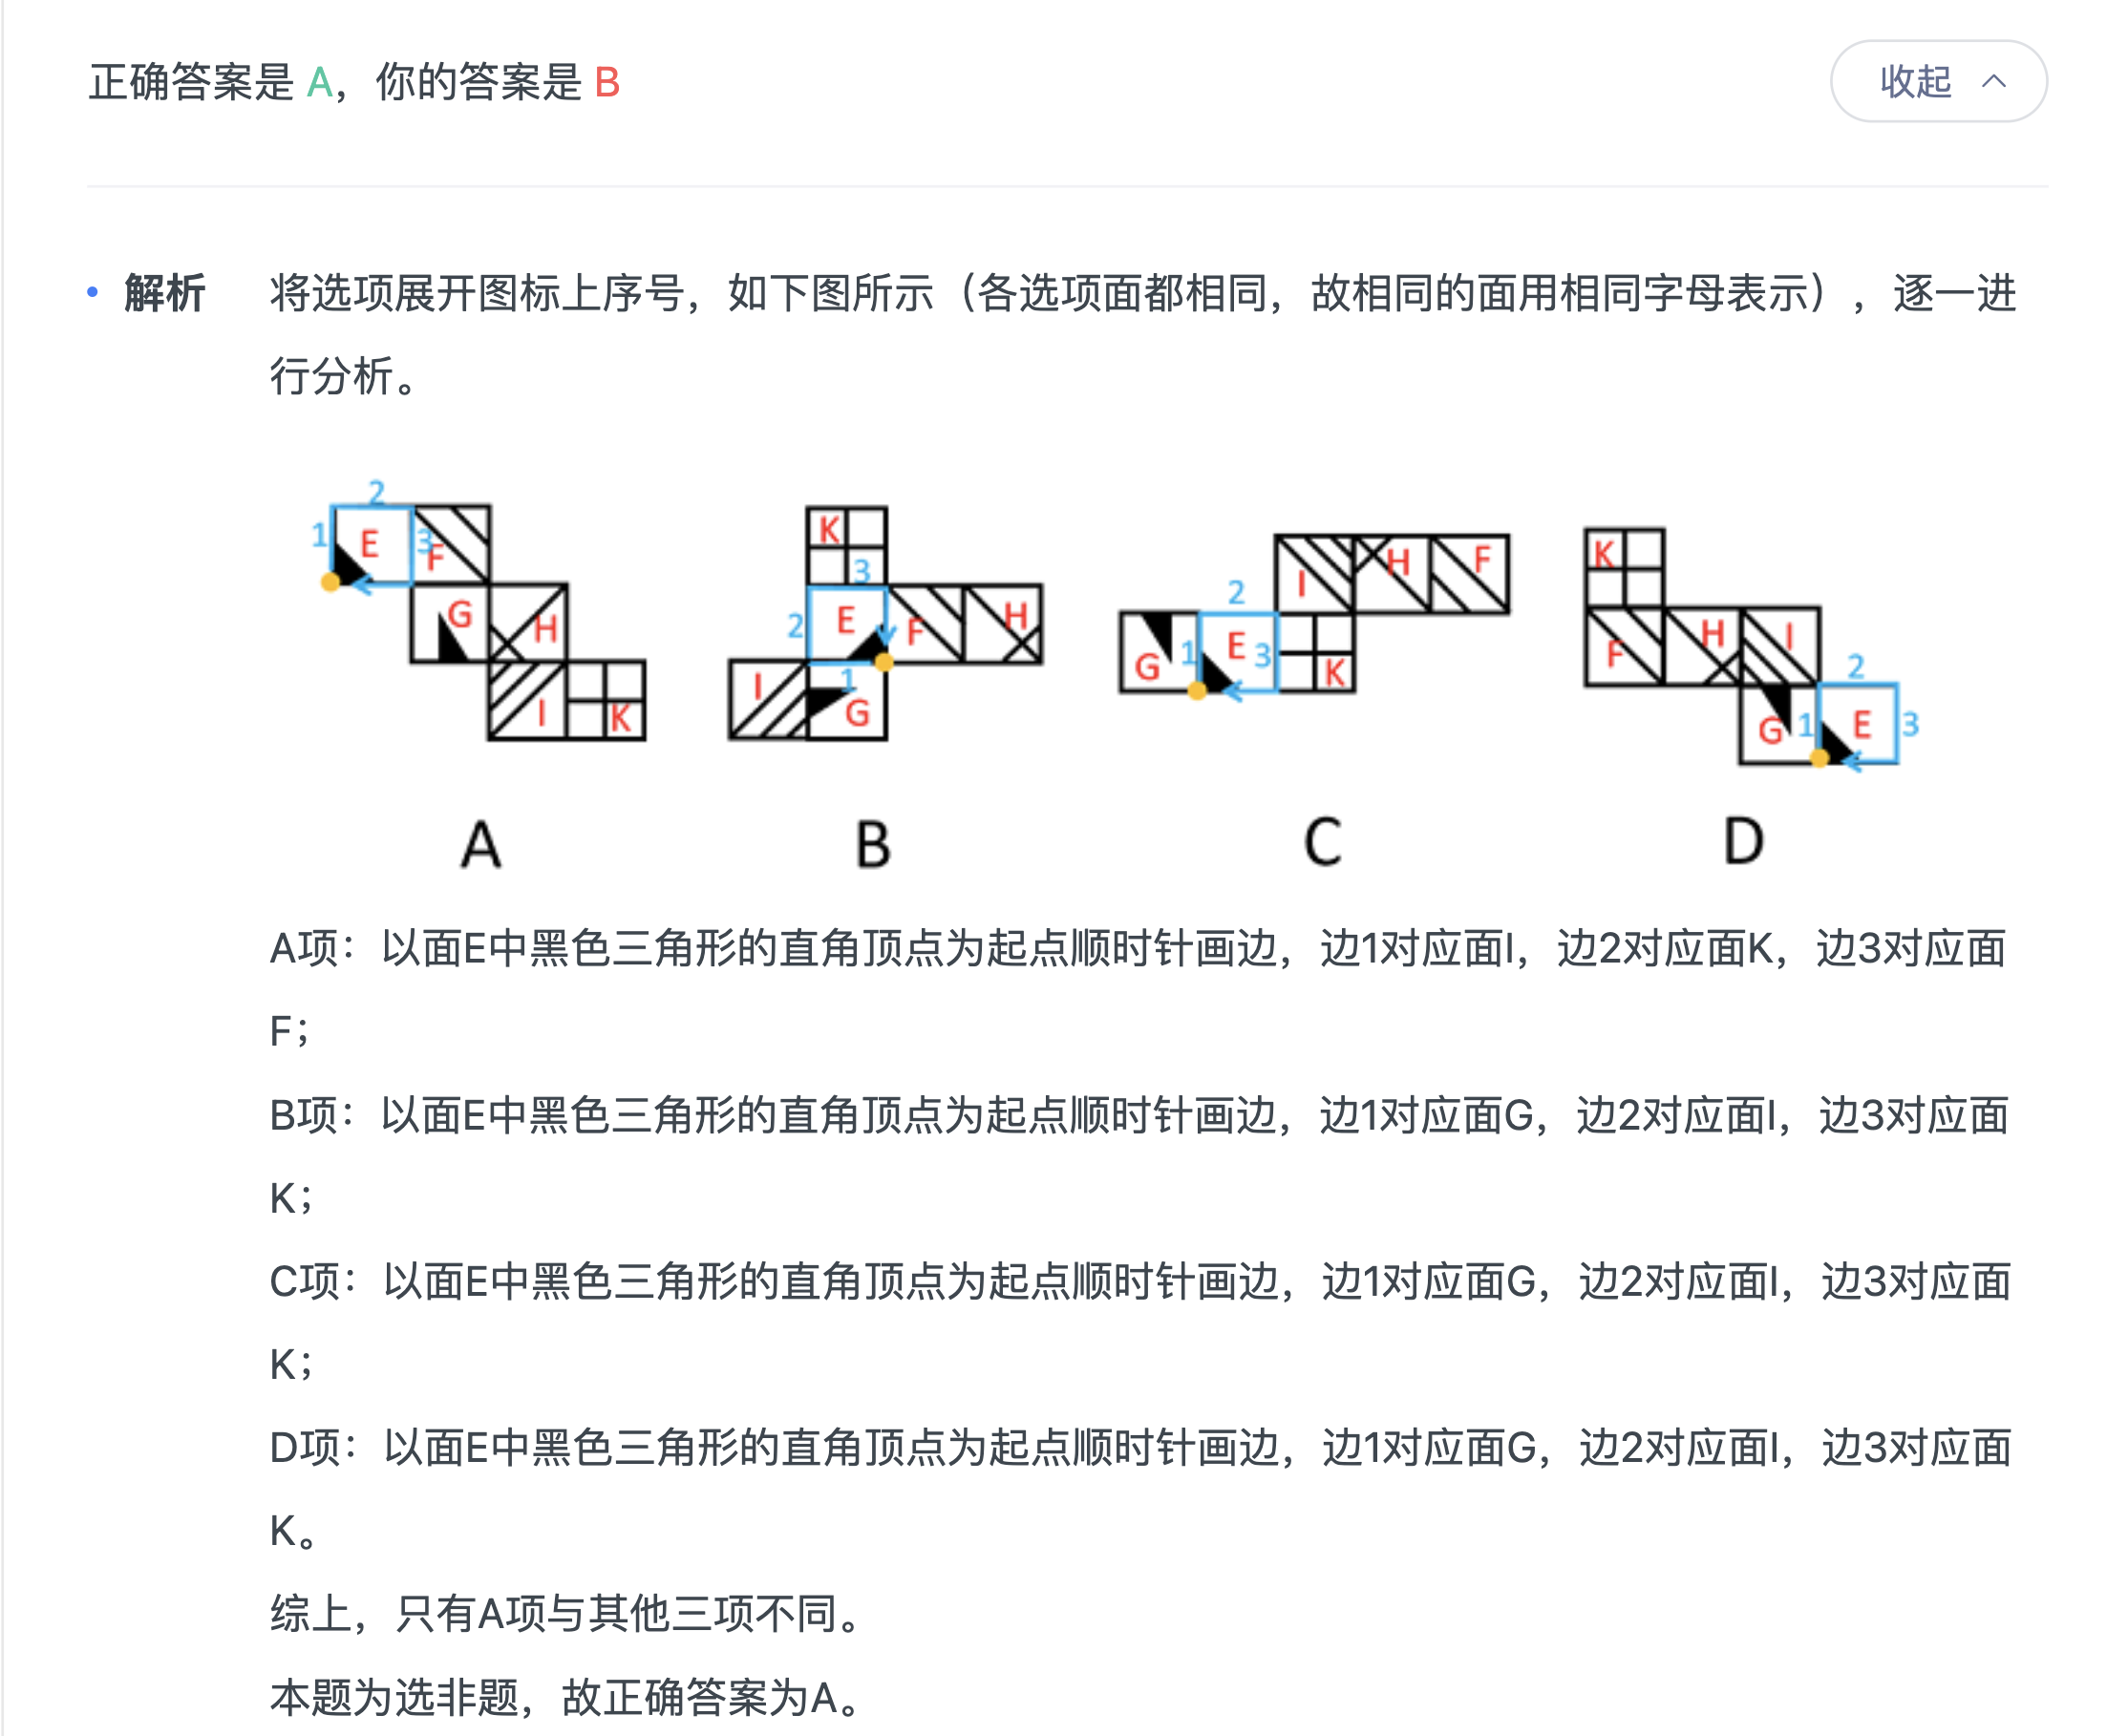 正确答案是 A，你的答案是 B
收起
解析 将选项展开图标上序号，如下图所示（各选项面都相同，故相同的面用相同字母表示），逐一进
行分析。
2 1 E 3 F G H I K
K 3 2 E F H I 1 G
I H F 2 G 1 E 3 K
K F H I 2 G 1 E 3
A B C D
A项：以面E中黑色三角形的直角顶点为起点顺时针画边，边1对应面I，边2对应面K，边3对应面
F；
B项：以面E中黑色三角形的直角顶点为起点顺时针画边，边1对应面G，边2对应面I，边3对应面
K；
C项：以面E中黑色三角形的直角顶点为起点顺时针画边，边1对应面G，边2对应面I，边3对应面
K；
D项：以面E中黑色三角形的直角顶点为起点顺时针画边，边1对应面G，边2对应面I，边3对应面
K。
综上，只有A项与其他三项不同。
本题为选非题，故正确答案为A。